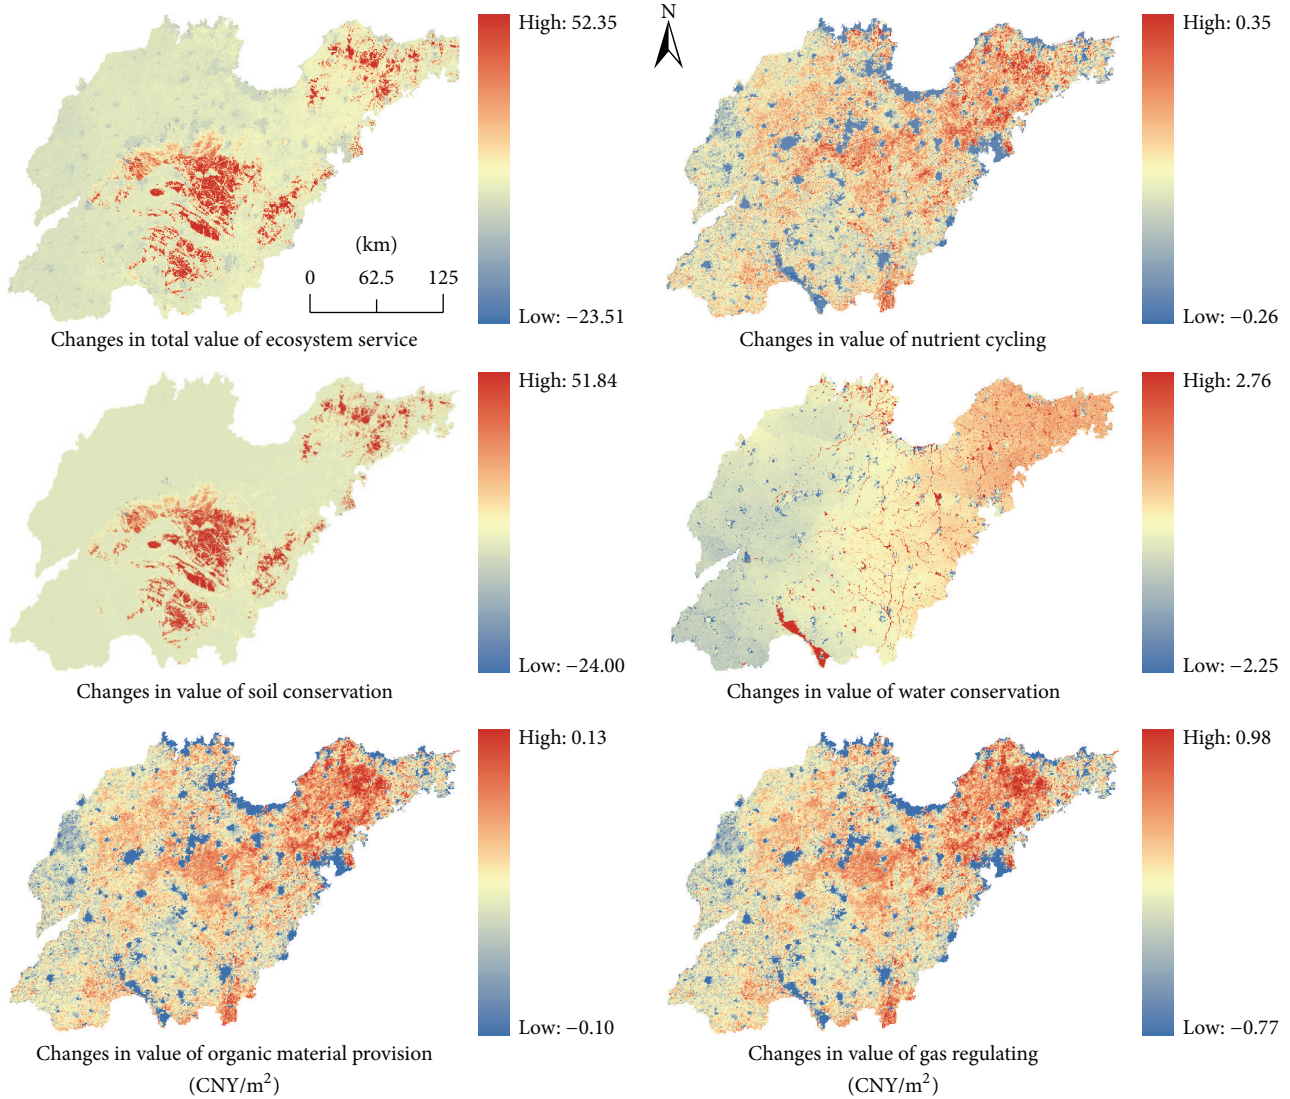 High: 52.35
(km)
0 62.5 125
Low: −23.51
Changes in total value of ecosystem service
N
High: 0.35
Low: −0.26
Changes in value of nutrient cycling
High: 51.84
Low: −24.00
Changes in value of soil conservation
High: 2.76
Low: −2.25
Changes in value of water conservation
High: 0.13
Low: −0.10
Changes in value of organic material provision
(CNY/m²)
High: 0.98
Low: −0.77
Changes in value of gas regulating
(CNY/m²)